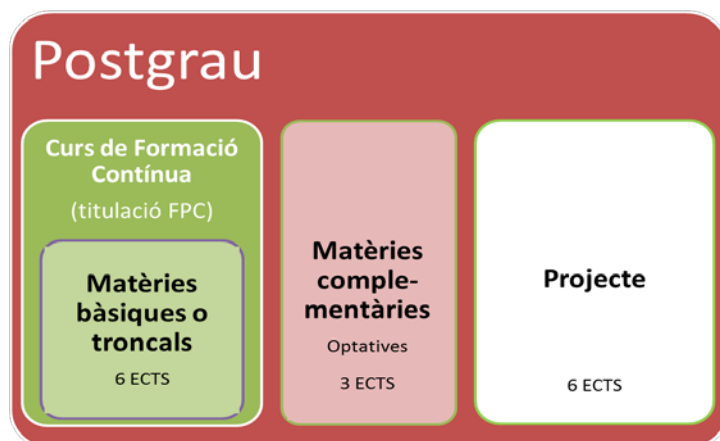 Postgrau
Curs de Formació
Contínua
(titulació FPC)
Matèries
bàsiques o
troncals
6 ECTS
Matèries
comple-
mentàries
Optatives
3 ECTS
Projecte
6 ECTS